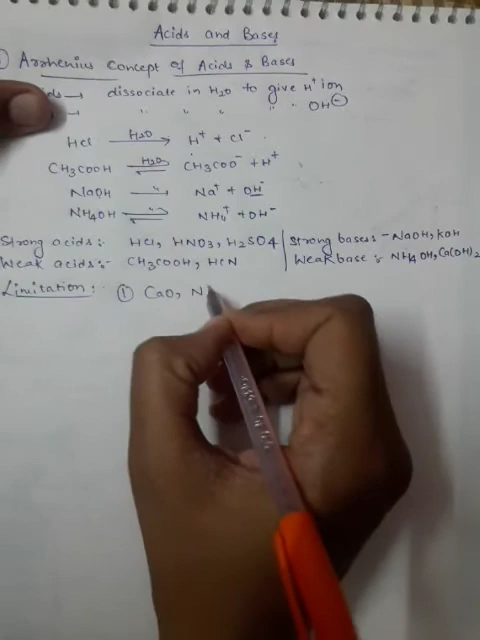 Acids and Bases
Arrhenius Concept of Acids & Bases
ids → dissociate in H2O to give H+ ion
→ " " " " OH⊖
Hcl H2O → H+ + Cl-
CH3COOH H2O ⇌ CH3COO- + H+
NaOH " → Na+ + OH-
NH4OH " ⇌ NH4+ + OH-
Strong acids:- HCl, HNO3, H2SO4 | Strong bases - NaOH, KOH
Weak acids:- CH3COOH, HCN | Weak base : NH4OH, Ca(OH)2
Limitation: ① CaO, N